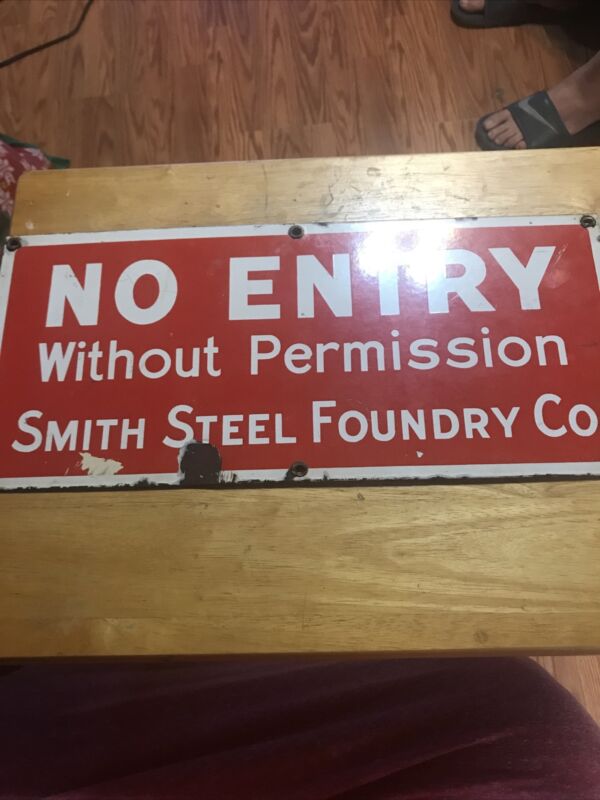 NO ENTRY
Without Permission
SMITH STEEL FOUNDRY CO